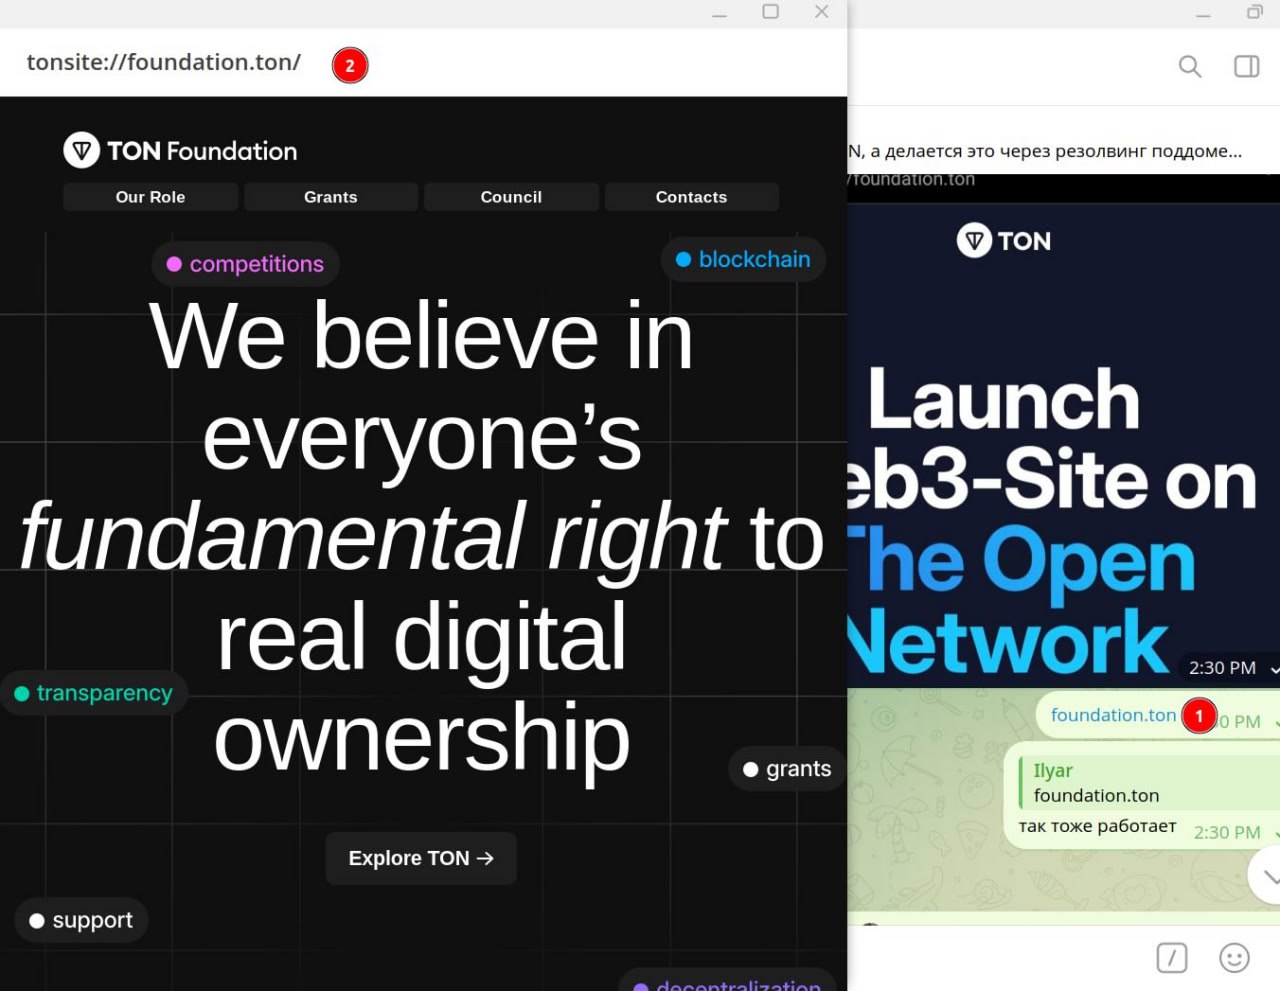 tonsite://foundation.ton/
2
TON Foundation
Our Role
Grants
Council
Contacts
competitions
blockchain
We believe in
everyone’s
fundamental right to
real digital
ownership
transparency
grants
Explore TON →
support
decentralization
N, а делается это через резолвинг поддоме...
/foundation.ton
TON
Launch
eb3-Site on
The Open
Network
2:30 PM
foundation.ton
1
0 PM
Ilyar
foundation.ton
так тоже работает
2:30 PM
/